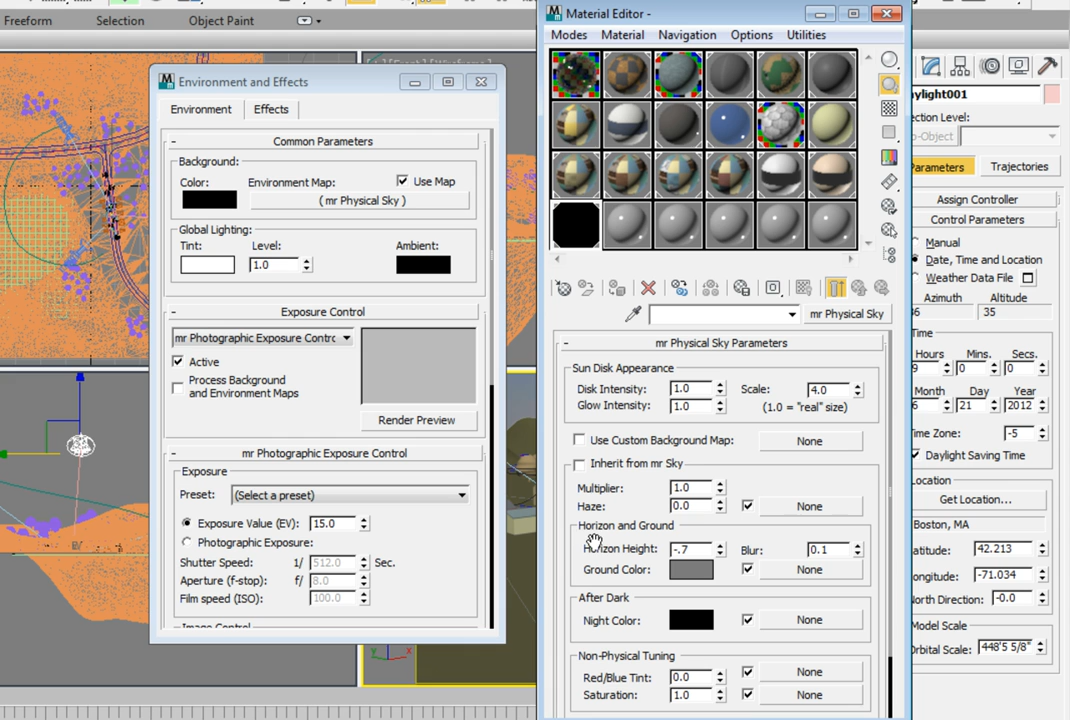 Freeform Selection Object Paint
Environment and Effects
Environment Effects
- Common Parameters
Background:
Color: Environment Map: Use Map
( mr Physical Sky )
Global Lighting:
Tint: Level: Ambient:
1.0
- Exposure Control
mr Photographic Exposure Contrc
Active
Process Background
and Environment Maps
Render Preview
- mr Photographic Exposure Control
Exposure
Preset: (Select a preset)
Exposure Value (EV): 15.0
Photographic Exposure:
Shutter Speed: 1/ 512.0 Sec.
Aperture (f-stop): f/ 8.0
Film speed (ISO): 100.0
Image Control
Material Editor -
Modes Material Navigation Options Utilities
mr Physical Sky
- mr Physical Sky Parameters
Sun Disk Appearance
Disk Intensity: 1.0 Scale: 4.0
Glow Intensity: 1.0 (1.0 = "real" size)
Use Custom Background Map: None
Inherit from mr Sky
Multiplier: 1.0
Haze: 0.0 None
Horizon and Ground
Horizon Height: -.7 Blur: 0.1
Ground Color: None
After Dark
Night Color: None
Non-Physical Tuning
Red/Blue Tint: 0.0 None
Saturation: 1.0 None
ylight001
ection Level:
b-Object
Parameters Trajectories
Assign Controller
Control Parameters
Manual
Date, Time and Location
Weather Data File
Azimuth Altitude
36 35
Time
Hours Mins. Secs.
9 0 0
Month Day Year
6 21 2012
Time Zone: -5
Daylight Saving Time
Location
Get Location...
Boston, MA
atitude: 42.213
ongitude: -71.034
North Direction: -0.0
Model Scale
Orbital Scale: 448'5 5/8"